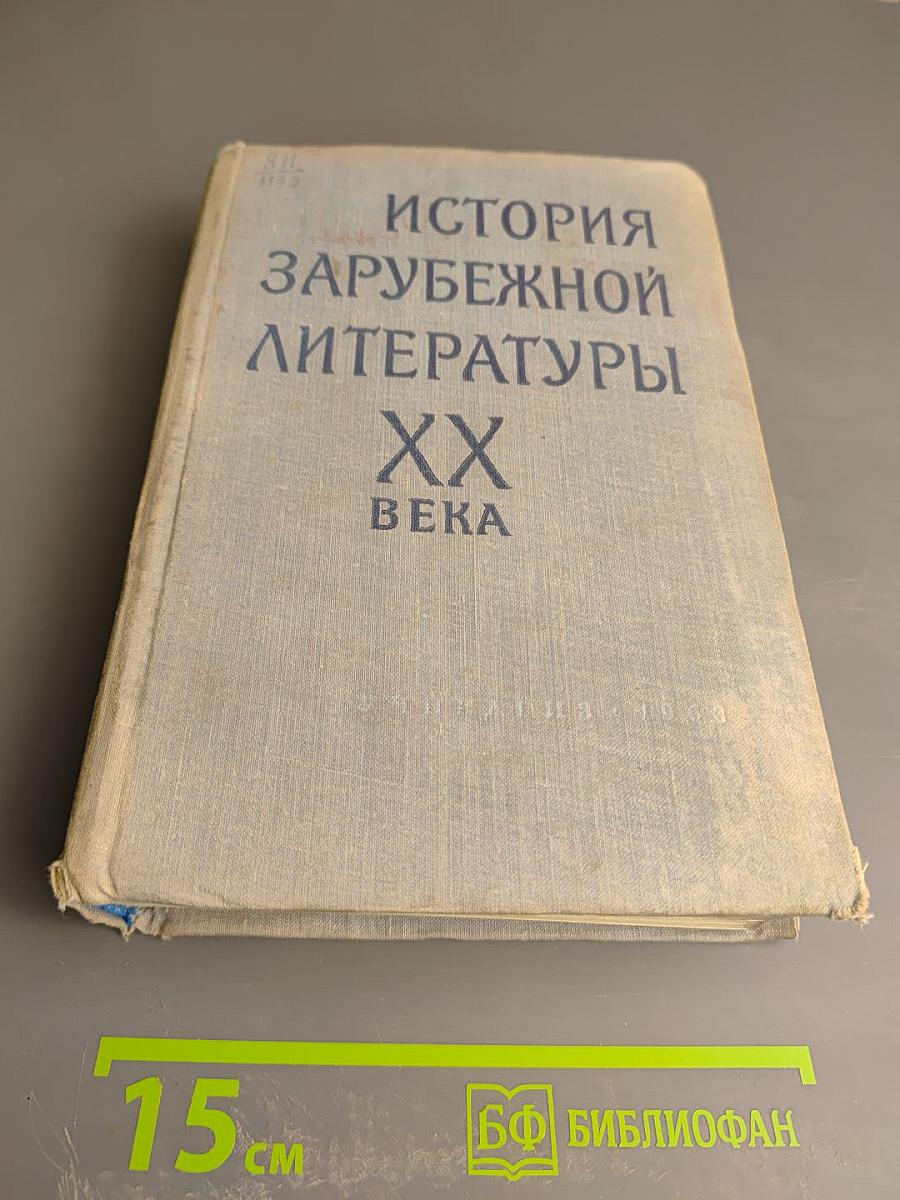 ИСТОРИЯ
ЗАРУБЕЖНОЙ
ЛИТЕРАТУРЫ
XX
ВЕКА
15 см
БФ БИБЛИОФАН